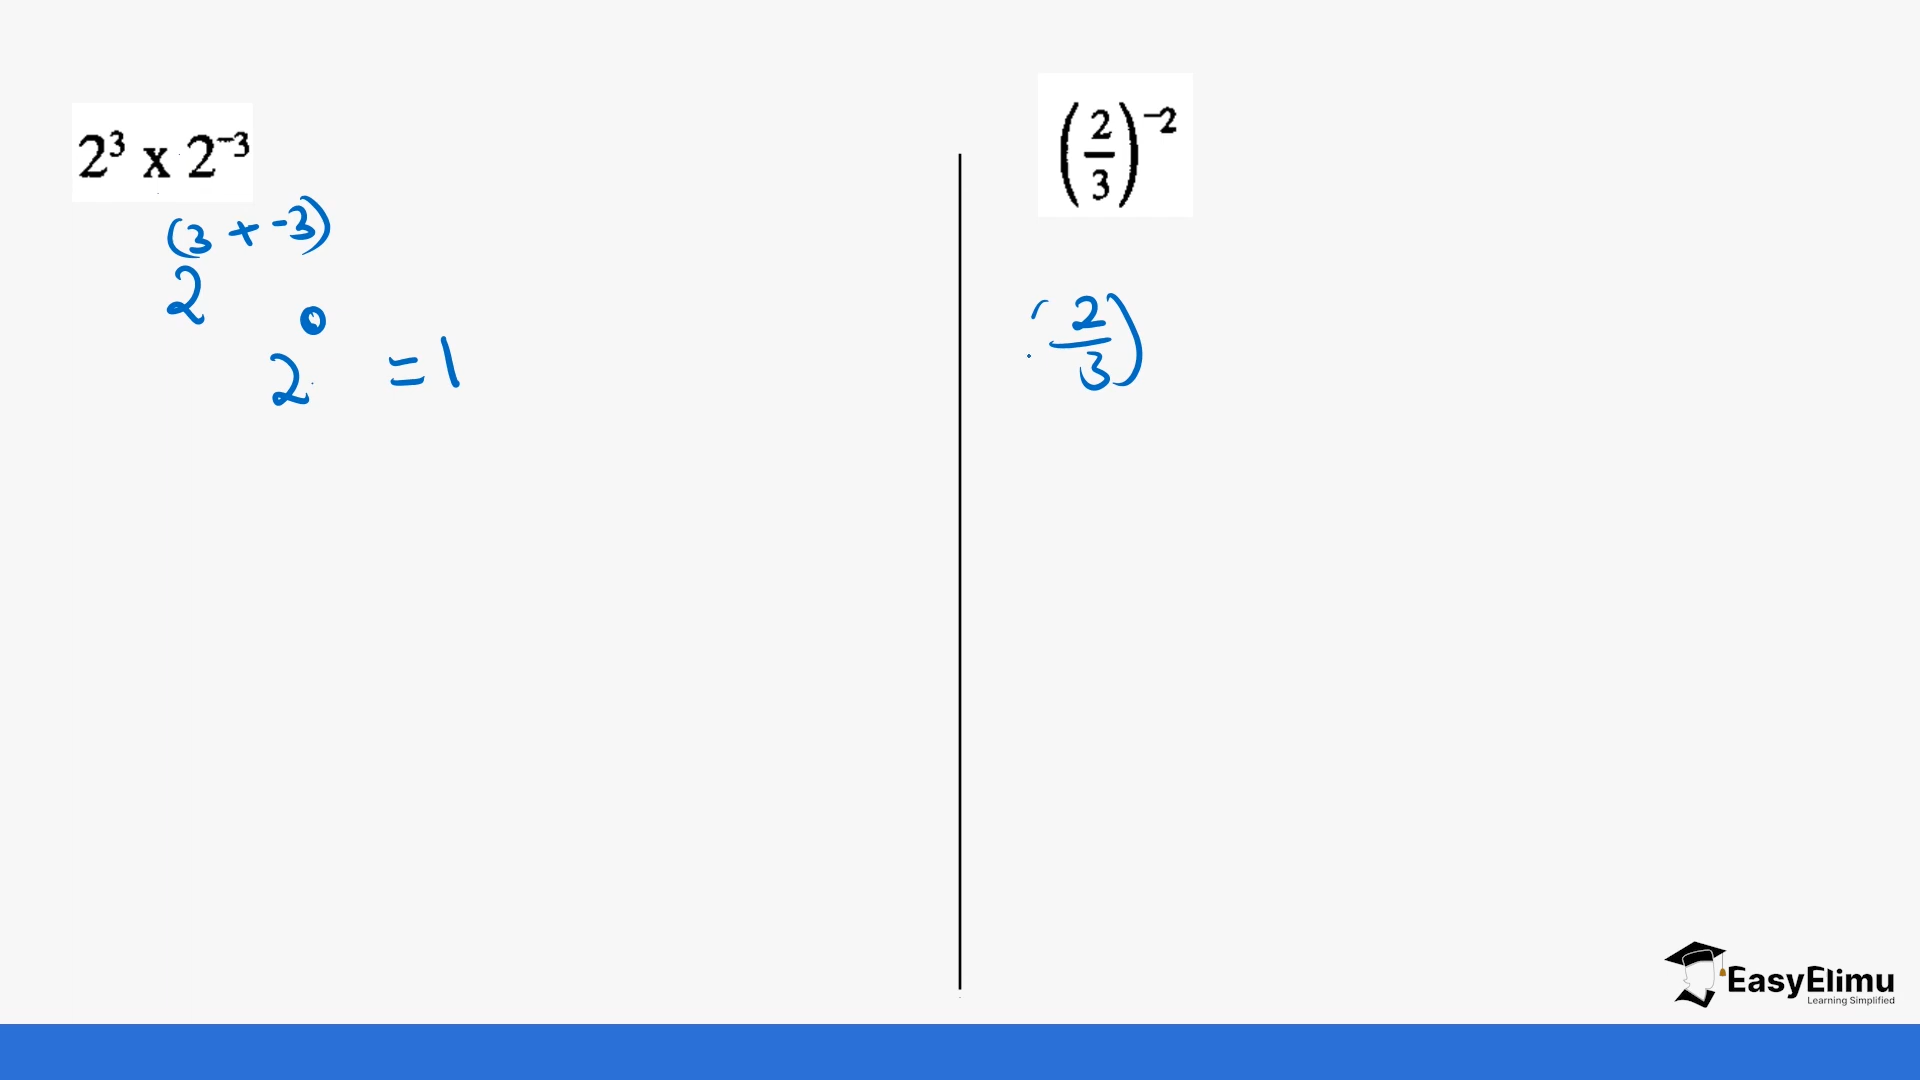 2³ x 2⁻³
(3 + -3)
2
2⁰ = 1
(2/3)⁻²
(2/3)
EasyElimu
Learning Simplified